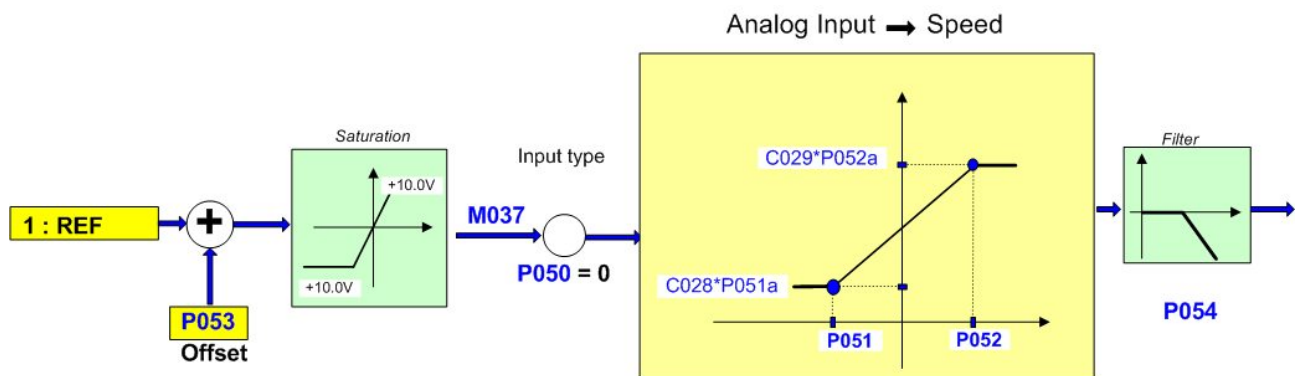 Analog Input → Speed
Saturation
+10.0V
+10.0V
Input type
M037
P050 = 0
1 : REF
+
P053
Offset
C029*P052a
C028*P051a
P051
P052
Filter
P054